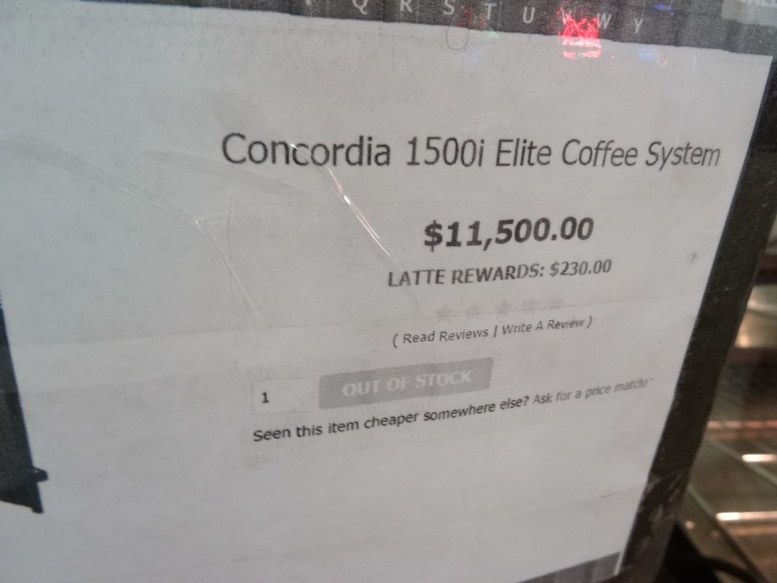 Q R S T U V W Y
Concordia 1500i Elite Coffee System
$11,500.00
LATTE REWARDS: $230.00
( Read Reviews | Write A Review )
1 OUT OF STOCK
Seen this item cheaper somewhere else? Ask for a price match!